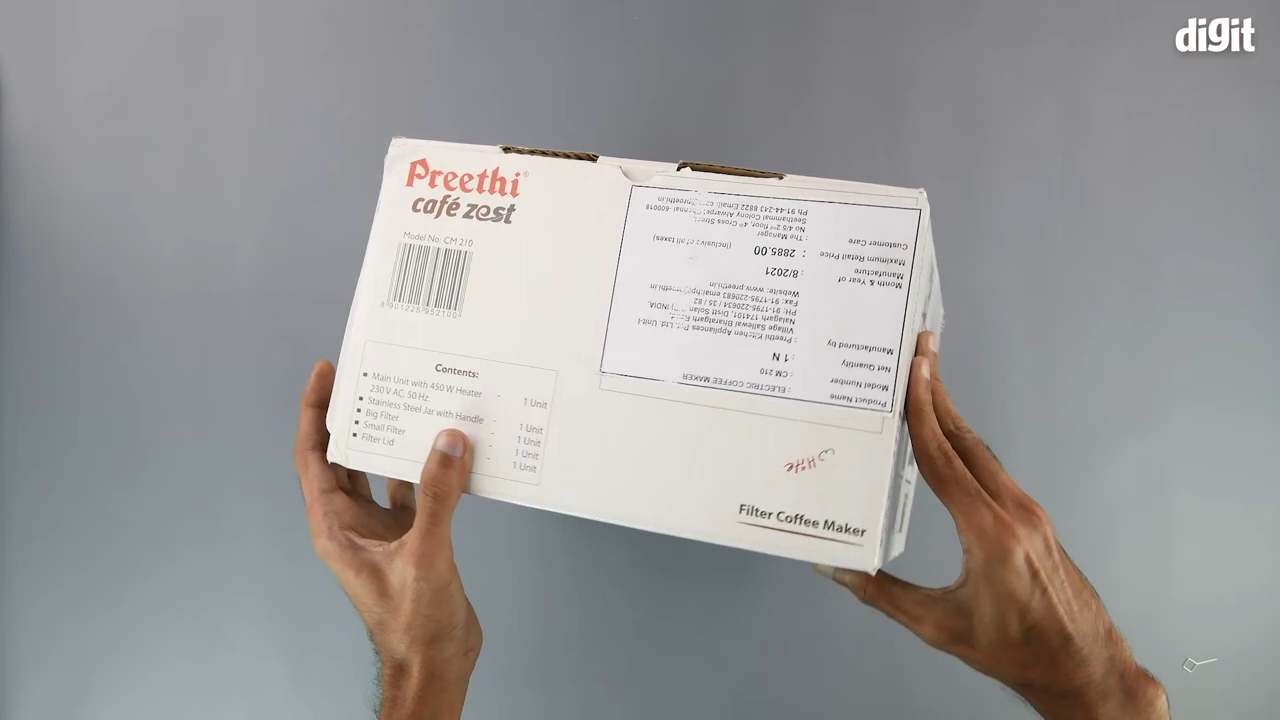 digit
Preethi®
café zest
Model No: CM 210
8 901225 952100
Contents:
Main Unit with 450 W Heater - 1 Unit
230 V AC. 50 Hz.
Stainless Steel Jar with Handle - 1 Unit
Big Filter - 1 Unit
Small Filter - 1 Unit
Filter Lid - 1 Unit
Product Name : ELECTRIC COFFEE MAKER
Model Number : CM 210
Net Quantity : 1 N
Manufactured by : Preethi Kitchen Appliances Ltd. Unit-I
Village Sallewal Bharatgarh
Nalagarh 174101, Distt Solan INDIA.
PH: 91-1795-220634 / 35 / 82
Fax: 91-1795-220683
Website: www.preethi.in
Month & Year of
Manufacture : 8/2021
Maximum Retail Price : 2885.00 (Inclusive of all taxes)
Customer Care : The Manager
No 4/5 2nd floor, 4th Cross Street,
Seethammal Colony Alwarpet Chennai -600018
Ph 91-44-243 8822 Email:
White
Filter Coffee Maker